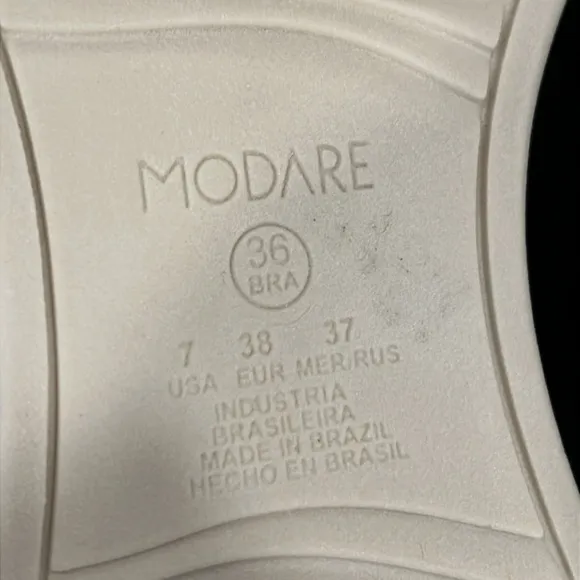 MODARE
36
BRA
7 38 37
USA EUR MER/RUS
INDUSTRIA
BRASILEIRA
MADE IN BRAZIL
HECHO EN BRASIL